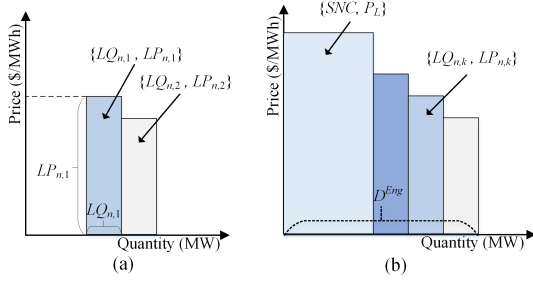 Price ($/MWh)
{LQn,1 , LPn,1}
{LQn,2 , LPn,2}
LPn,1
LQn,1
Quantity (MW)
(a)
Price ($/MWh)
{SNC, PL}
{LQn,k , LPn,k}
D^Eng
Quantity (MW)
(b)